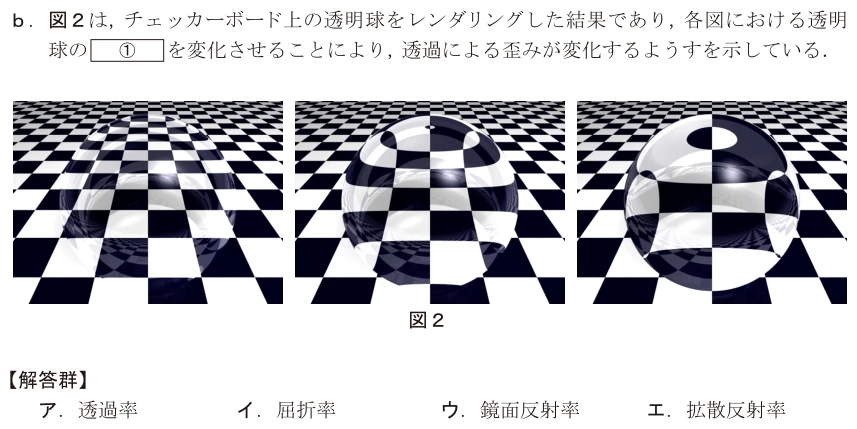 b．図2は，チェッカーボード上の透明球をレンダリングした結果であり，各図における透明
球の ① を変化させることにより，透過による歪みが変化するようすを示している．
図2
【解答群】
ア．透過率 イ．屈折率 ウ．鏡面反射率 エ．拡散反射率